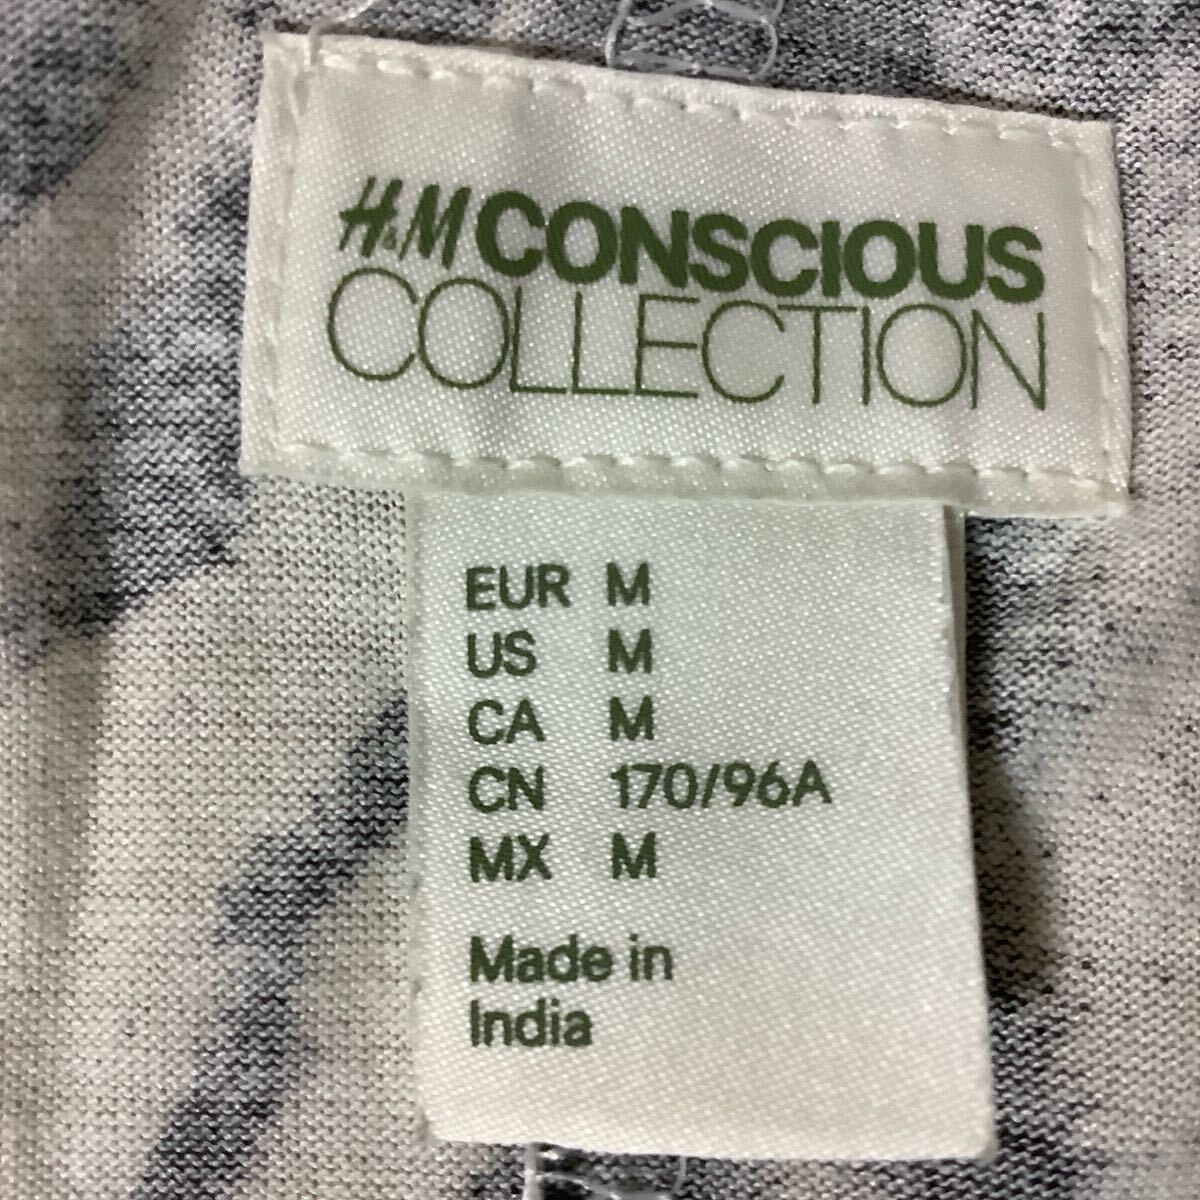 H&M CONSCIOUS
COLLECTION
EUR M
US M
CA M
CN 170/96A
MX M
Made in
India